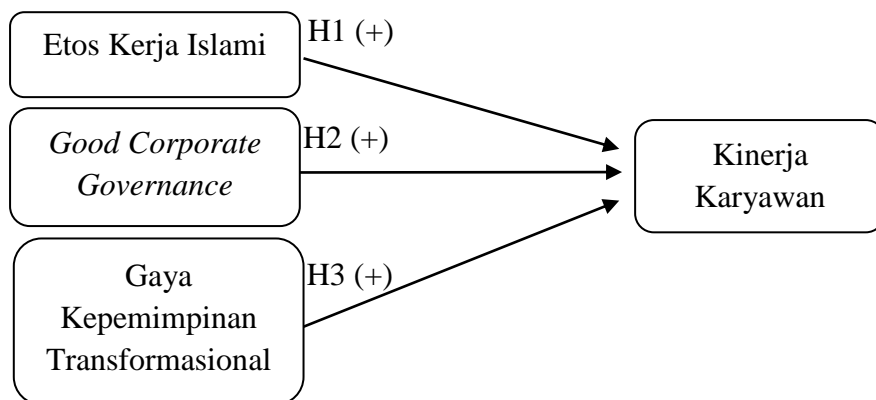 Etos Kerja Islami
H1 (+)
Good Corporate
Governance
H2 (+)
Gaya
Kepemimpinan
Transformasional
H3 (+)
Kinerja
Karyawan